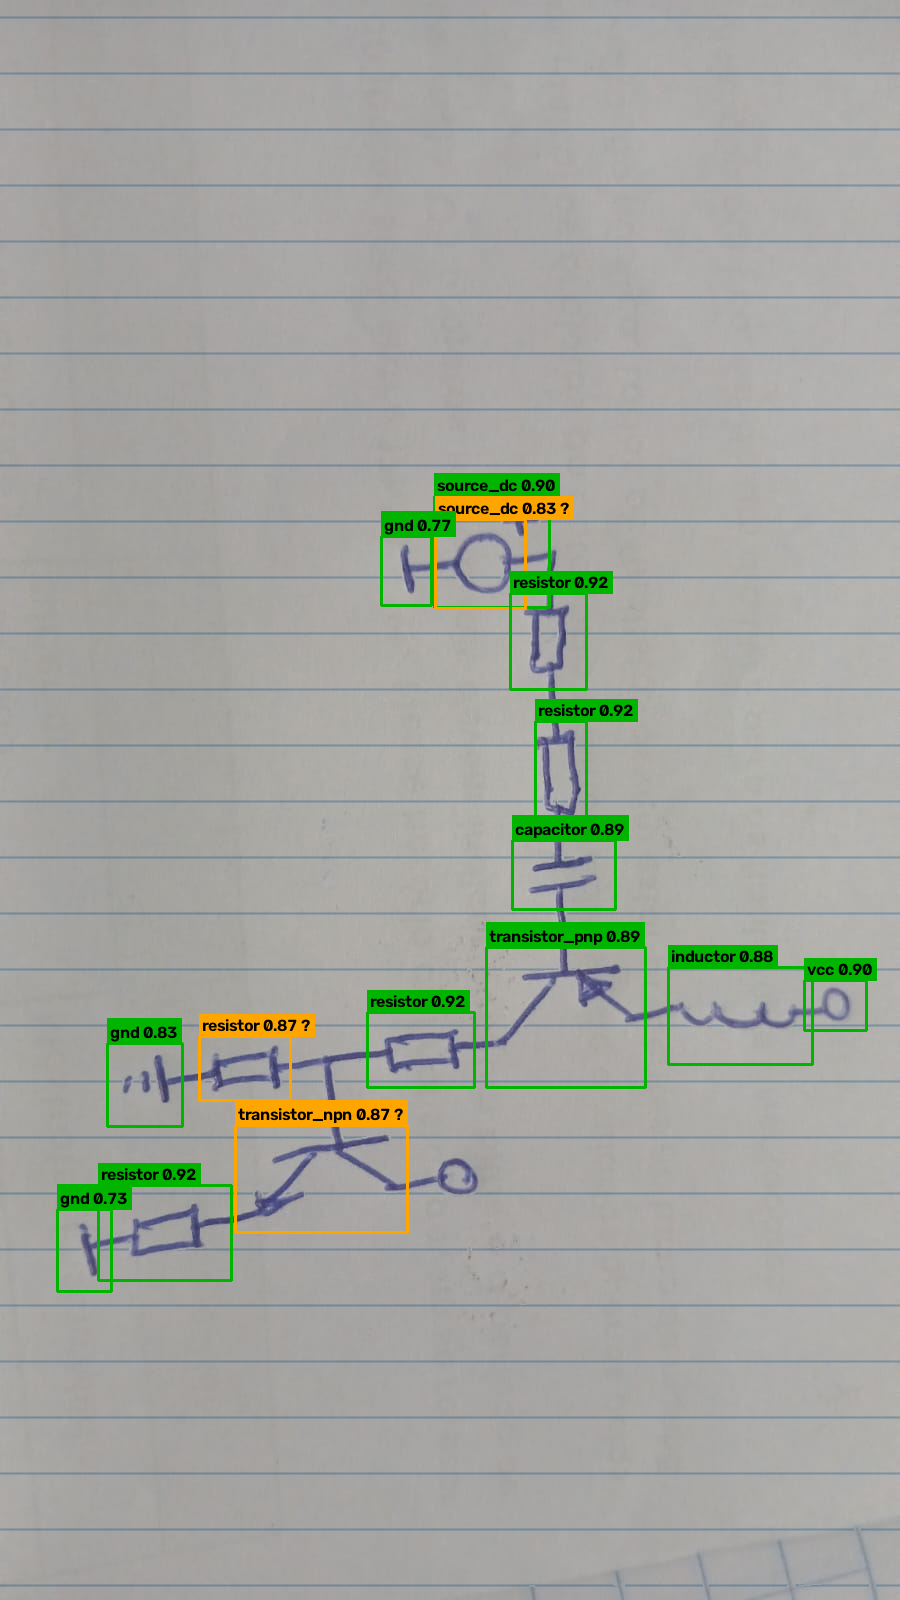 source_dc 0.90
source_dc 0.83 ?
gnd 0.77
resistor 0.92
resistor 0.92
capacitor 0.89
transistor_pnp 0.89
inductor 0.88
vcc 0.90
resistor 0.92
resistor 0.87 ?
gnd 0.83
transistor_npn 0.87 ?
resistor 0.92
gnd 0.73